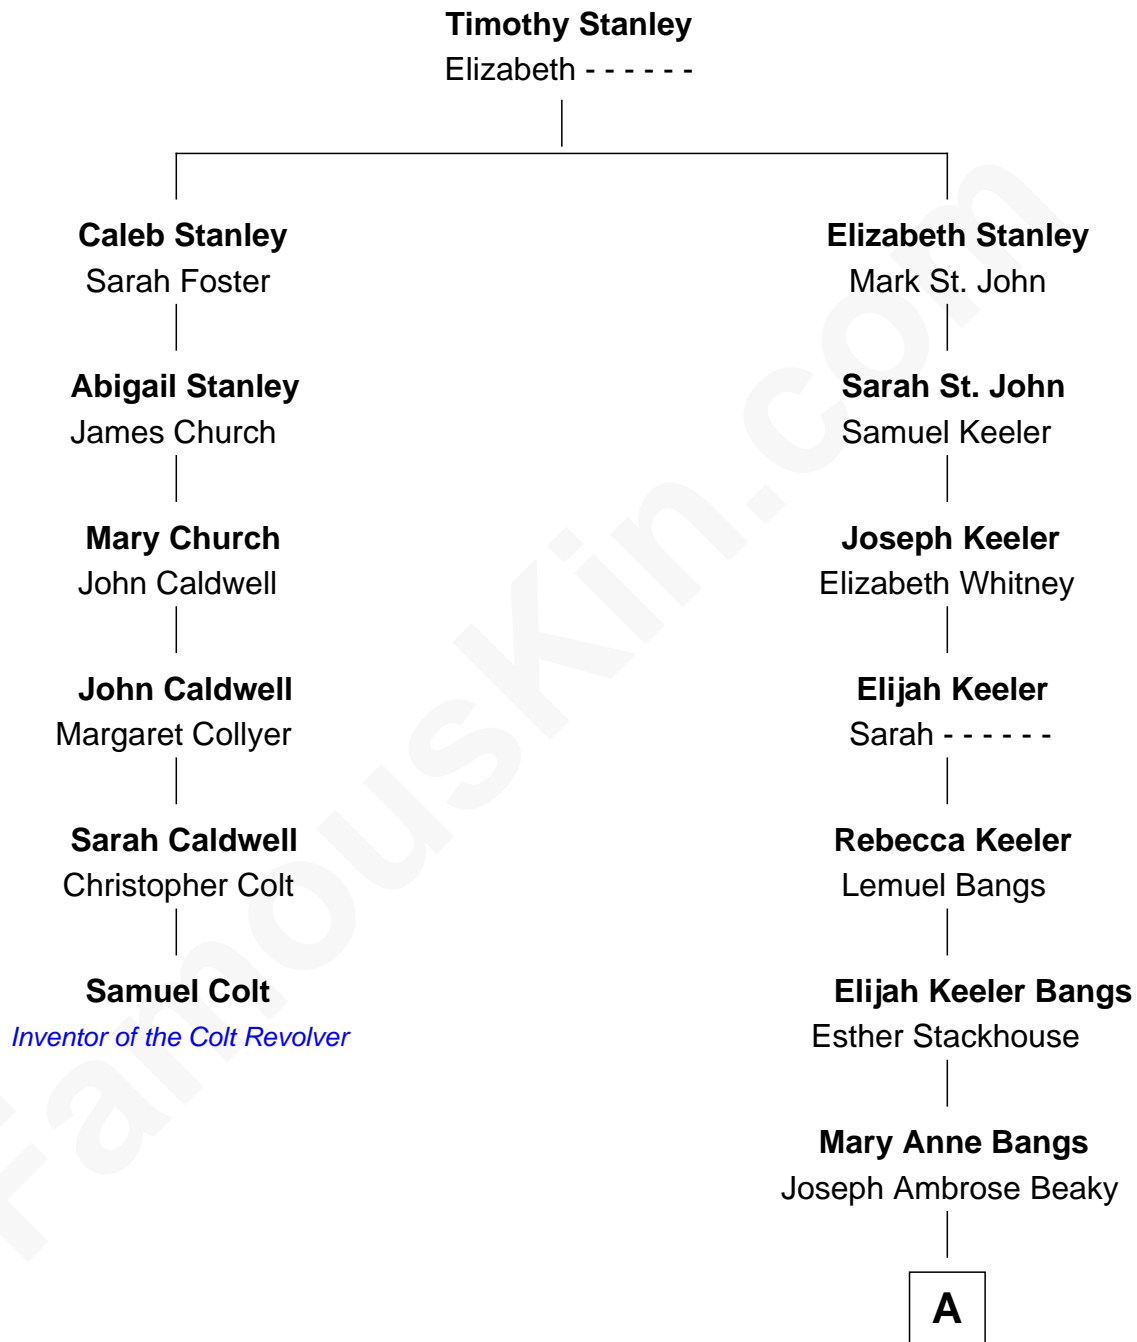 Timothy Stanley
Elizabeth - - - - - -
Caleb Stanley
Sarah Foster
Abigail Stanley
James Church
Mary Church
John Caldwell
John Caldwell
Margaret Collyer
Sarah Caldwell
Christopher Colt
Samuel Colt
Inventor of the Colt Revolver
Elizabeth Stanley
Mark St. John
Sarah St. John
Samuel Keeler
Joseph Keeler
Elizabeth Whitney
Elijah Keeler
Sarah - - - - - -
Rebecca Keeler
Lemuel Bangs
Elijah Keeler Bangs
Esther Stackhouse
Mary Anne Bangs
Joseph Ambrose Beaky
A
FamousKin.com